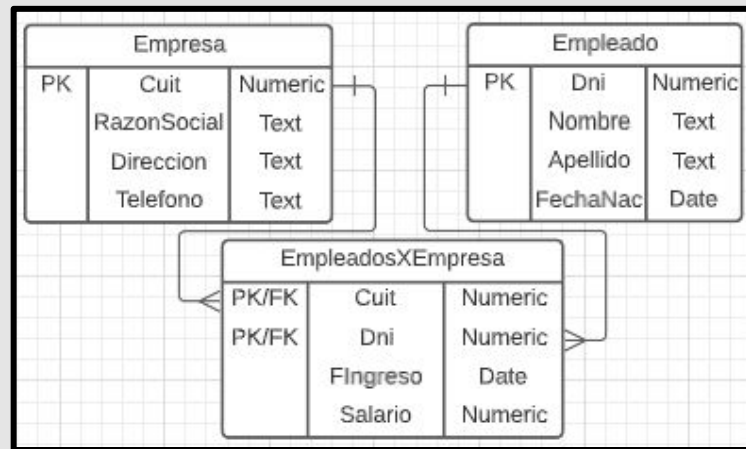 Empresa
PK Cuit Numeric
RazonSocial Text
Direccion Text
Telefono Text
Empleado
PK Dni Numeric
Nombre Text
Apellido Text
FechaNac Date
EmpleadosXEmpresa
PK/FK Cuit Numeric
PK/FK Dni Numeric
FIngreso Date
Salario Numeric